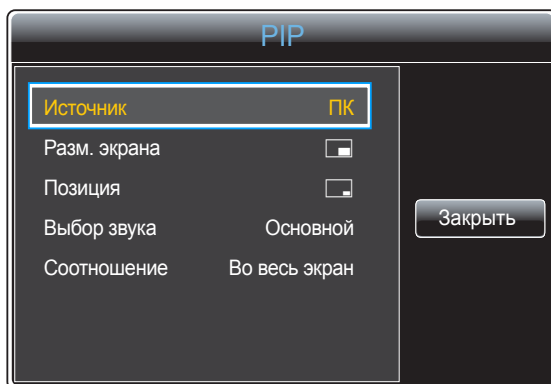 PIP
Источник ПК
Разм. экрана
Позиция
Выбор звука Основной
Соотношение Во весь экран
Закрыть